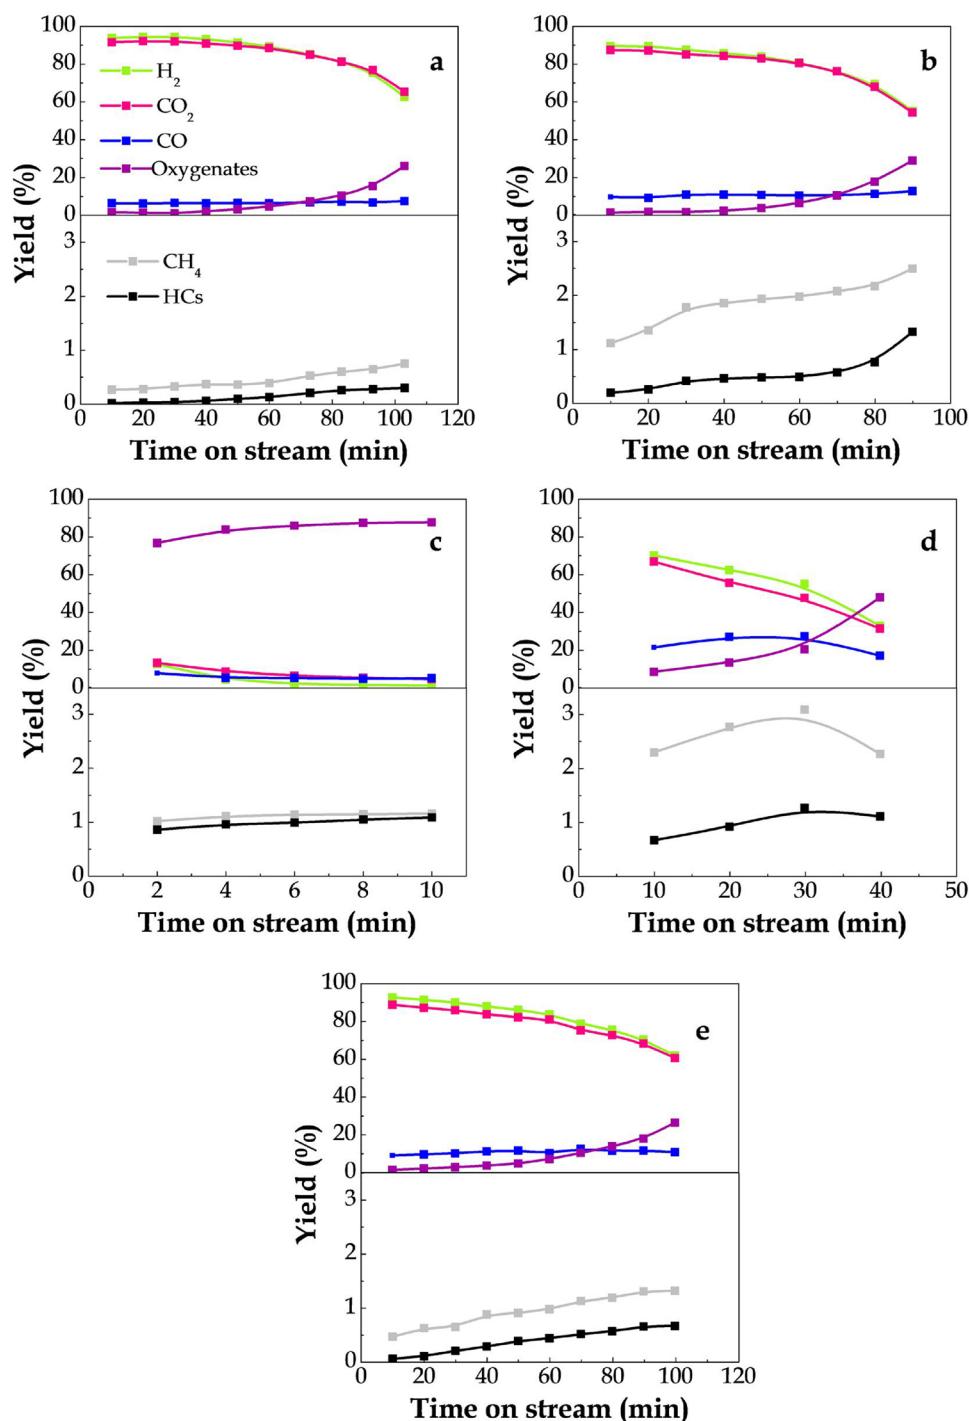 a
Yield (%)
100
80
60
40
20
0
H2
CO2
CO
Oxygenates
3
2
1
0
CH4
HCs
0 20 40 60 80 100 120
Time on stream (min)
b
Yield (%)
100
80
60
40
20
0
3
2
1
0
0 20 40 60 80 100
Time on stream (min)
c
Yield (%)
100
80
60
40
20
0
3
2
1
0
0 2 4 6 8 10
Time on stream (min)
d
Yield (%)
100
80
60
40
20
0
3
2
1
0
0 10 20 30 40 50
Time on stream (min)
e
Yield (%)
100
80
60
40
20
0
3
2
1
0
0 20 40 60 80 100 120
Time on stream (min)